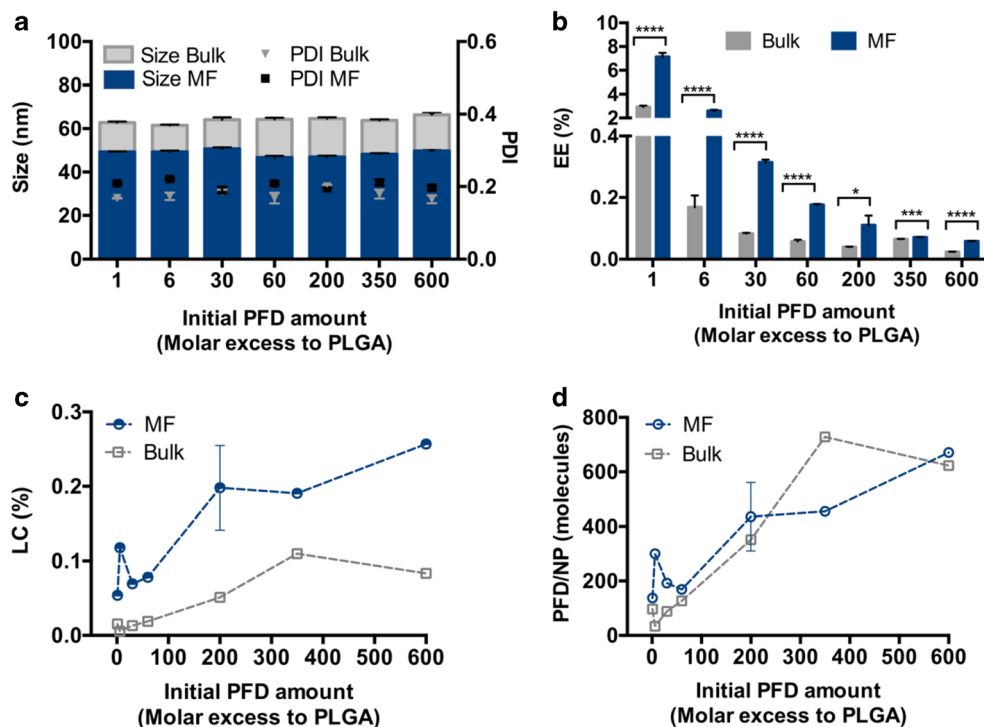 a
100
80
60
40
20
0
Size (nm)
Size Bulk
Size MF
PDI Bulk
PDI MF
0.6
0.4
0.2
0.0
PDI
1 6 30 60 200 350 600
Initial PFD amount
(Molar excess to PLGA)
b
10
8
6
4
2
0.4
0.2
0.0
EE (%)
Bulk
MF
**** **** **** **** * *** ****
1 6 30 60 200 350 600
Initial PFD amount
(Molar excess to PLGA)
c
0.3
0.2
0.1
0.0
LC (%)
MF
Bulk
0 100 200 300 400 500 600
Initial PFD amount
(Molar excess to PLGA)
d
800
600
400
200
0
PFD/NP (molecules)
MF
Bulk
0 100 200 300 400 500 600
Initial PFD amount
(Molar excess to PLGA)